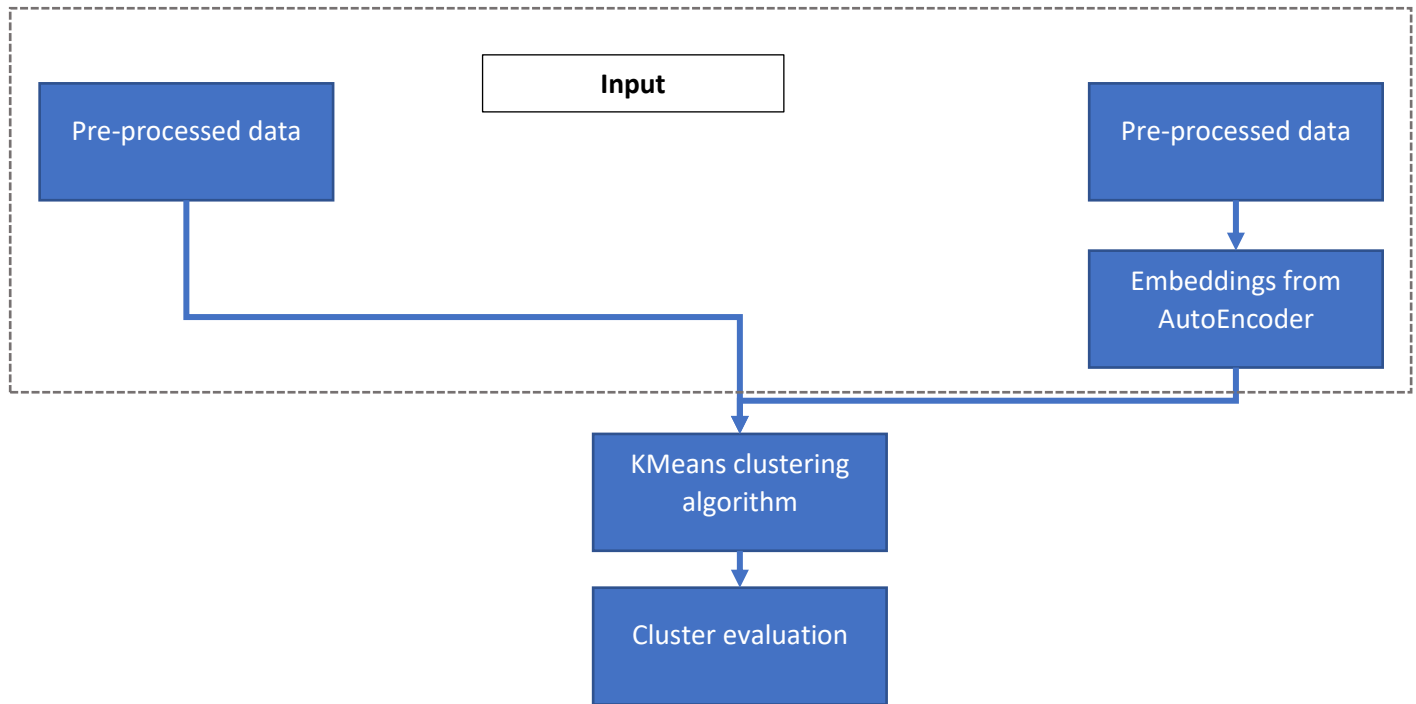 Input
Pre-processed data
Pre-processed data
Embeddings from
AutoEncoder
KMeans clustering
algorithm
Cluster evaluation